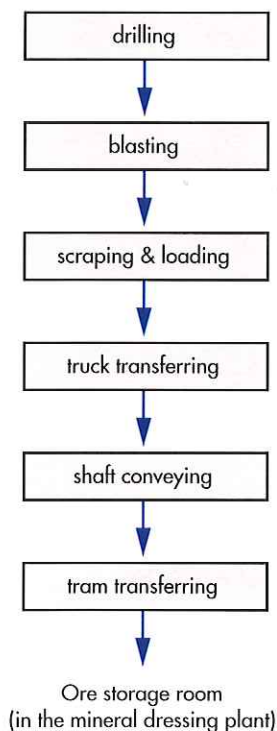 drilling
blasting
scraping & loading
truck transferring
shaft conveying
tram transferring
Ore storage room
(in the mineral dressing plant)